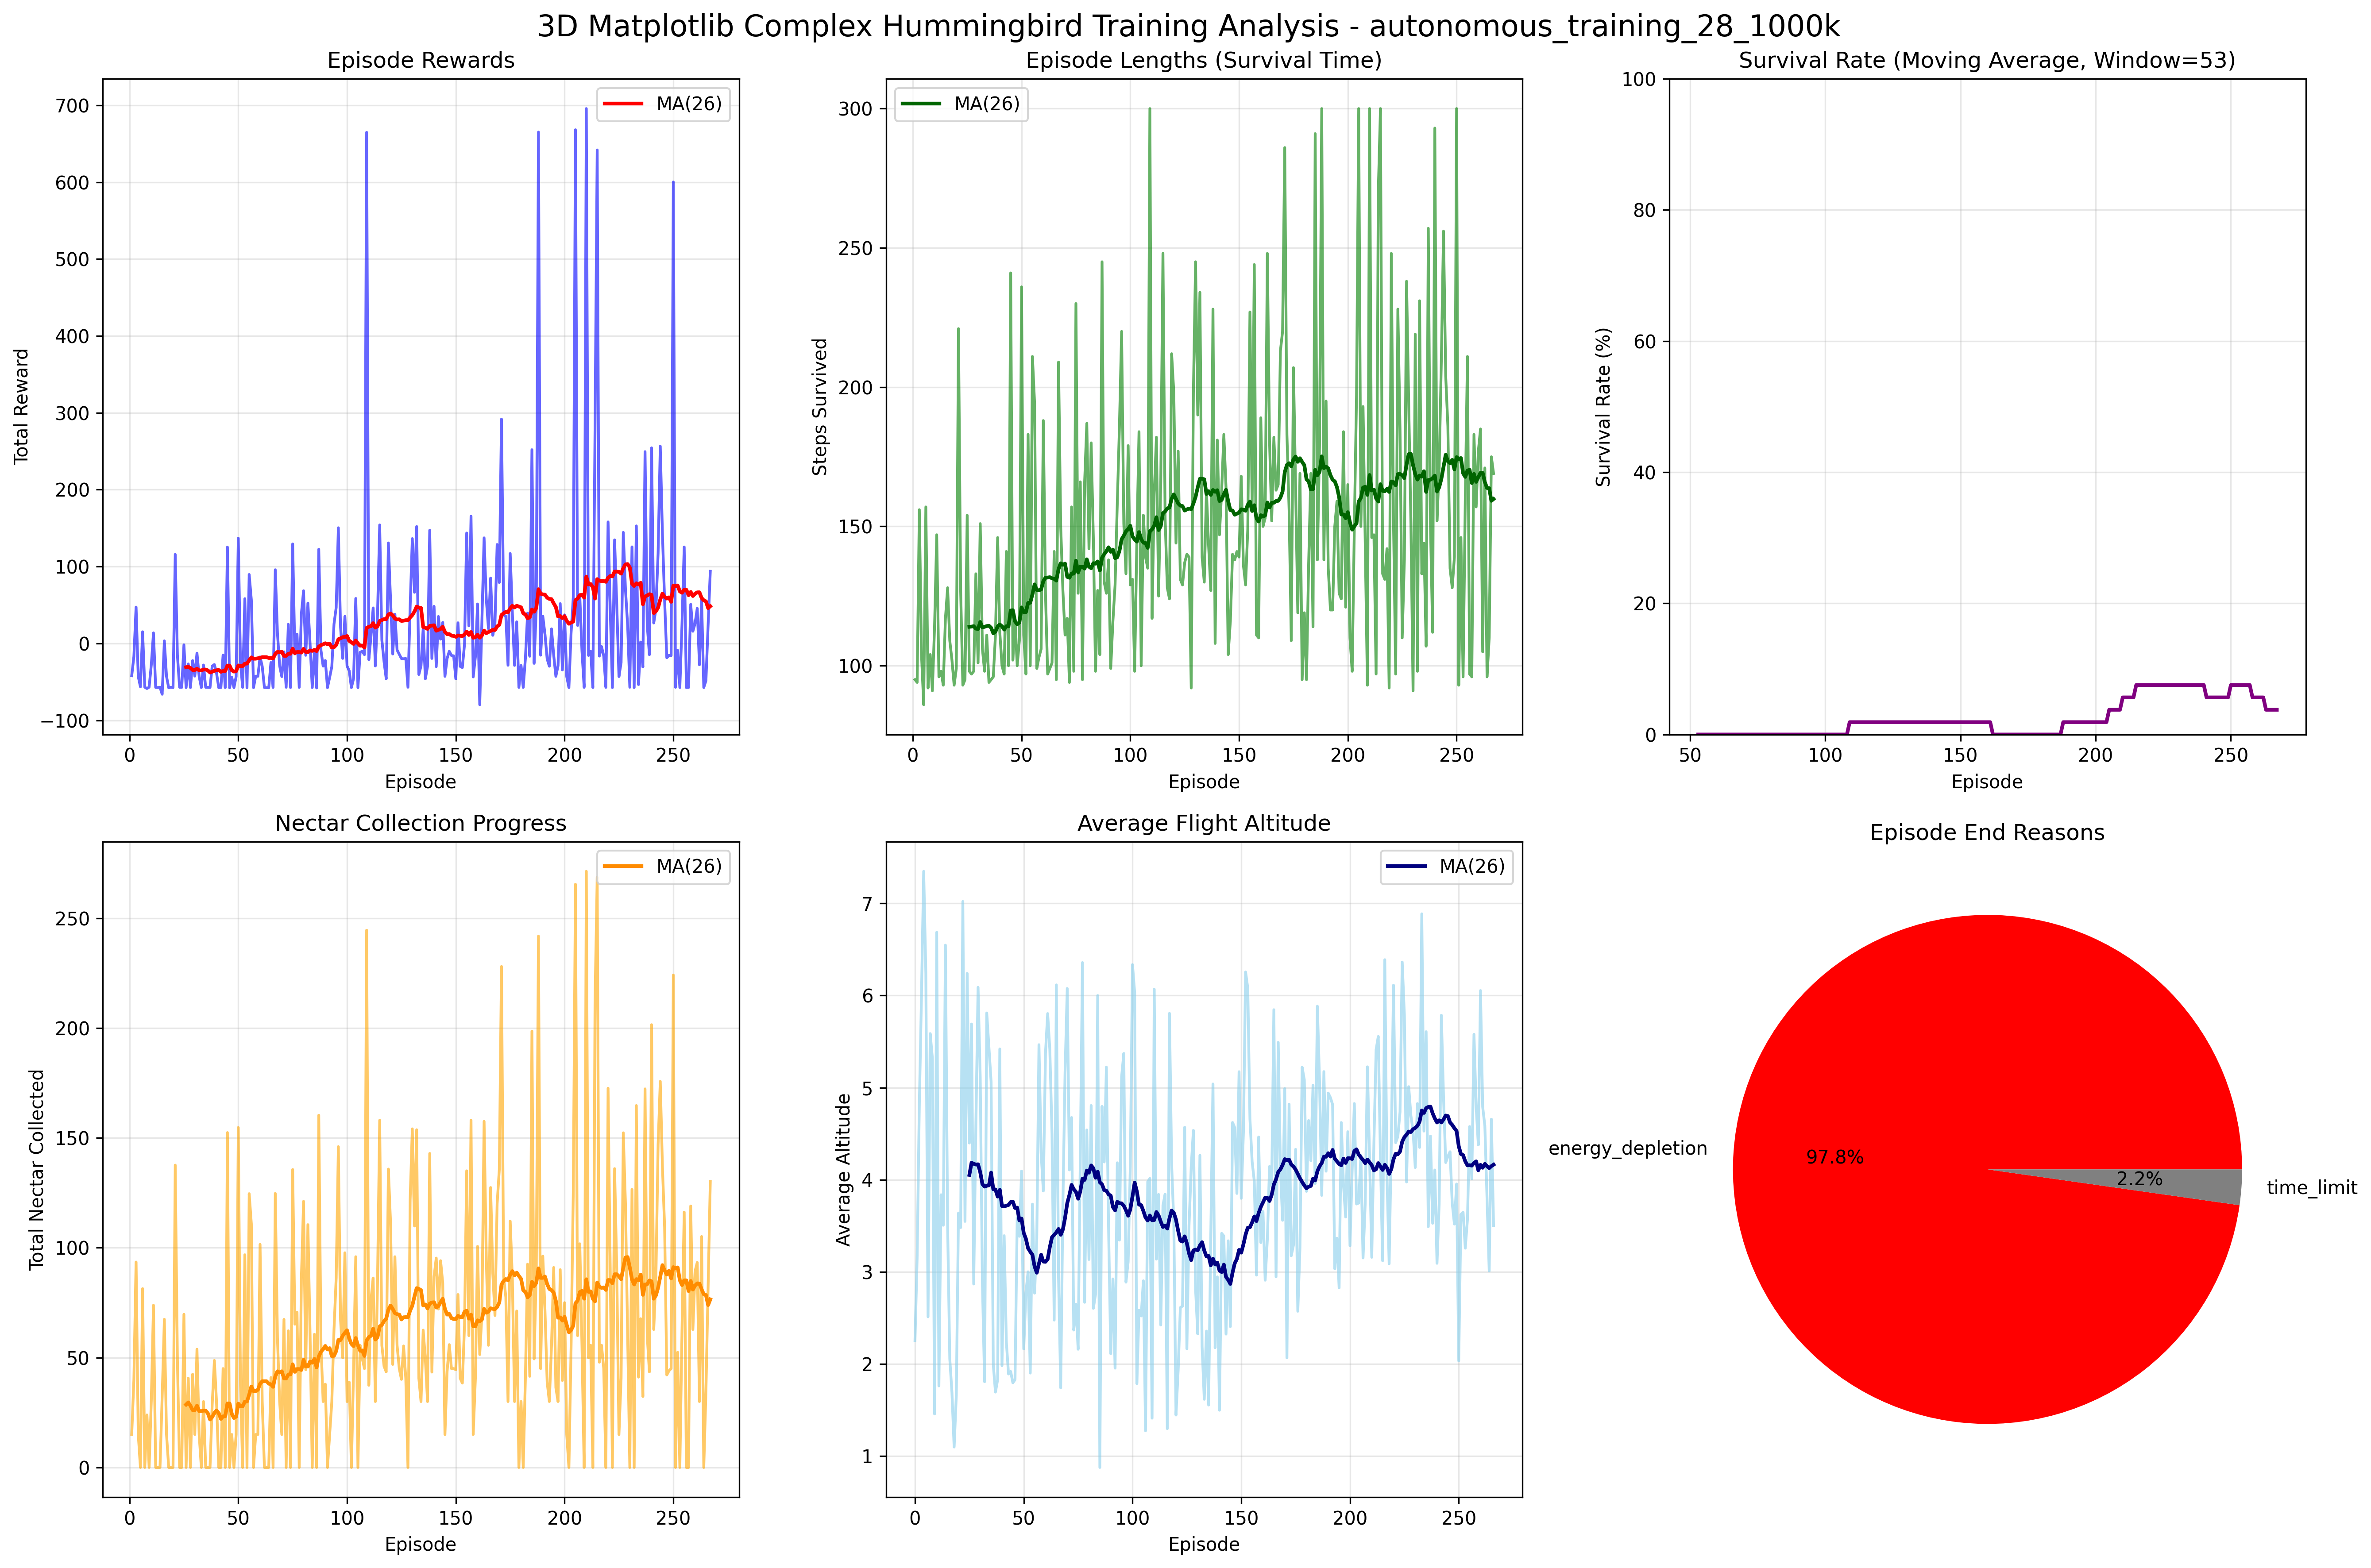 3D Matplotlib Complex Hummingbird Training Analysis - autonomous_training_28_1000k
Episode Rewards
MA(26)
Total Reward
700
600
500
400
300
200
100
0
−100
0 50 100 150 200 250
Episode
Episode Lengths (Survival Time)
MA(26)
Steps Survived
300
250
200
150
100
0 50 100 150 200 250
Episode
Survival Rate (Moving Average, Window=53)
Survival Rate (%)
100
80
60
40
20
0
50 100 150 200 250
Episode
Nectar Collection Progress
MA(26)
Total Nectar Collected
250
200
150
100
50
0
0 50 100 150 200 250
Episode
Average Flight Altitude
MA(26)
Average Altitude
7
6
5
4
3
2
1
0 50 100 150 200 250
Episode
Episode End Reasons
energy_depletion
97.8%
2.2%
time_limit